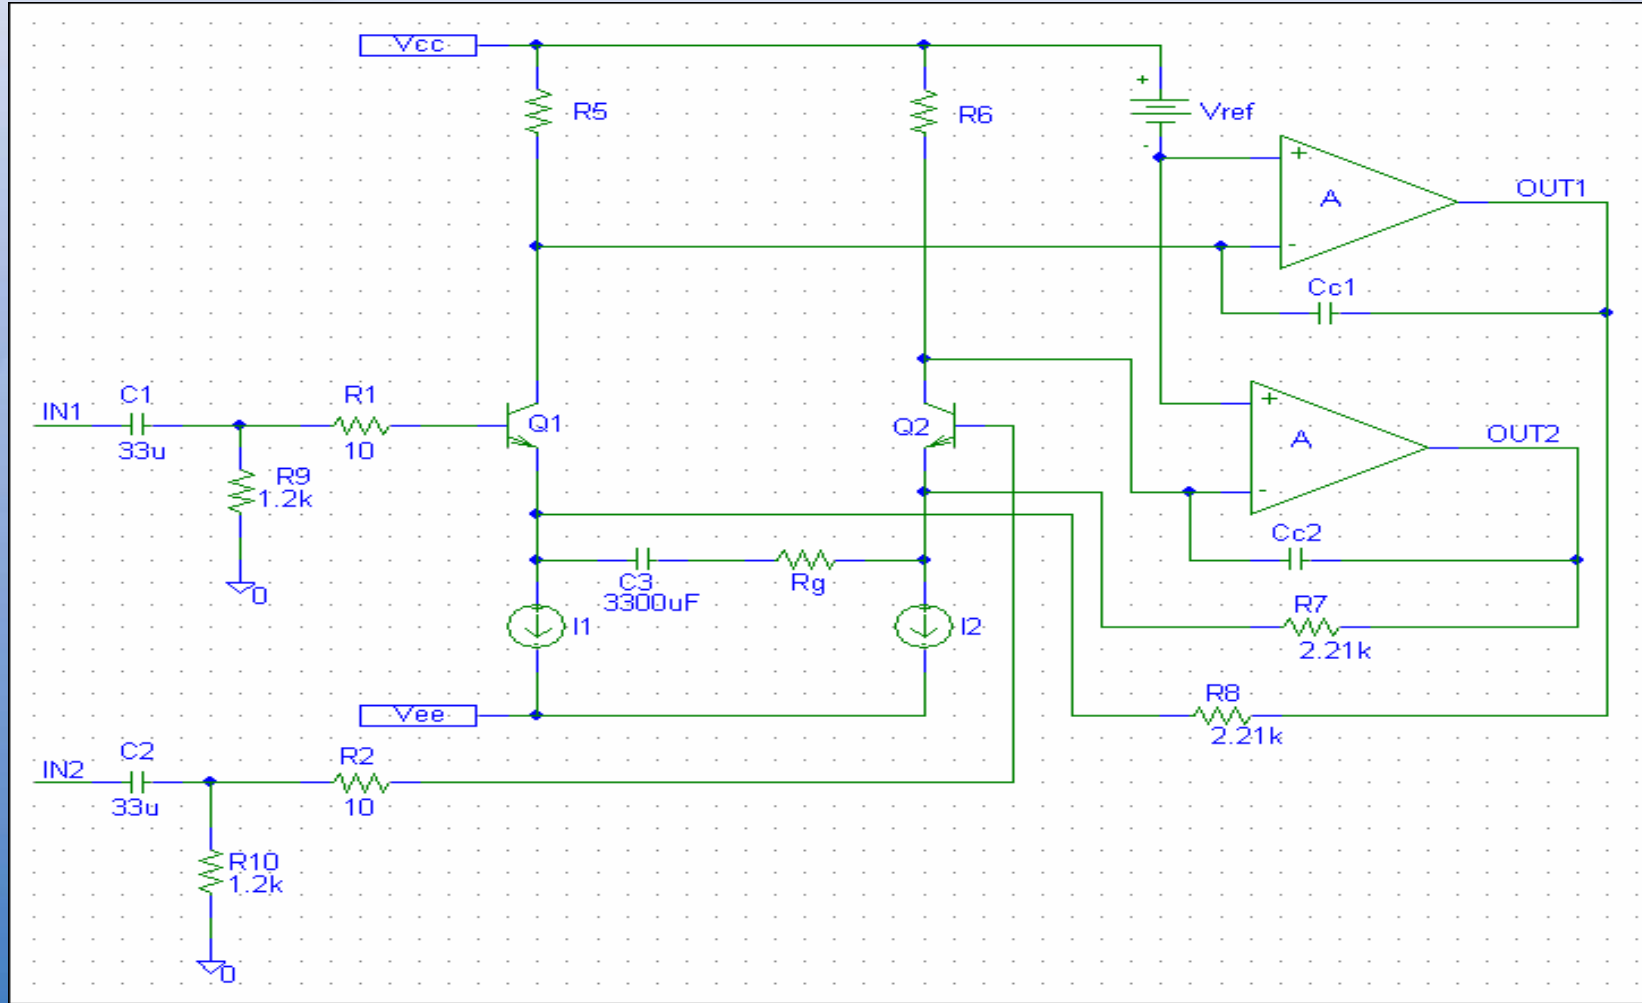 Vcc
R5
R6
+
Vref
-
+
A
OUT1
-
Cc1
C1
R1
IN1
Q1
Q2
+
A
OUT2
33u
10
R9
1.2k
-
Cc2
C3
Rg
3300uF
0
I1
I2
R7
2.21k
R8
Vee
2.21k
C2
R2
IN2
33u
10
R10
1.2k
0